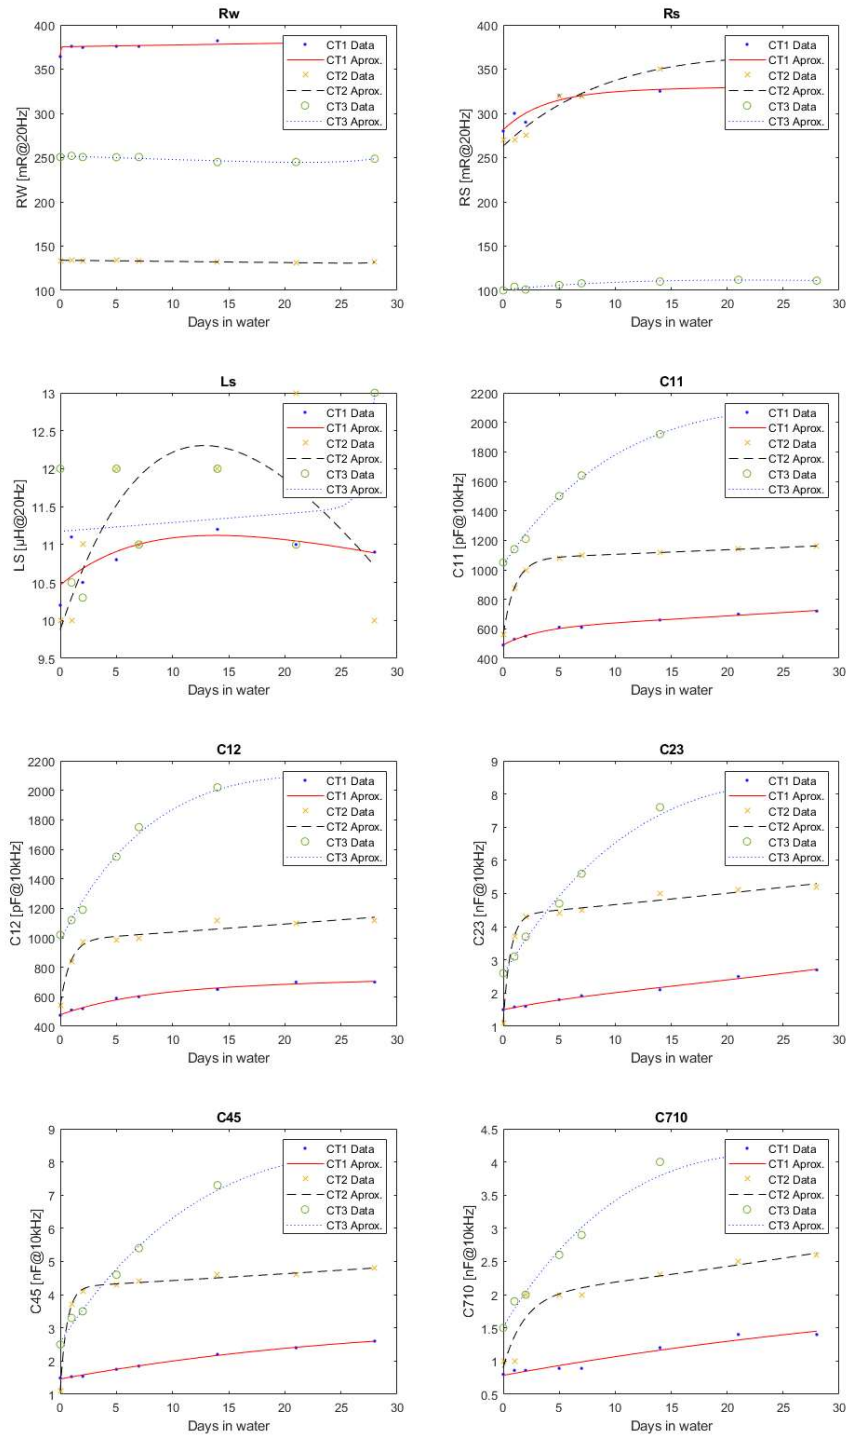 Rw
400
350
300
250
200
150
100
RW [mR@20Hz]
0 5 10 15 20 25 30
Days in water
CT1 Data
CT1 Aprox.
CT2 Data
CT2 Aprox.
CT3 Data
CT3 Aprox.
Rs
400
350
300
250
200
150
100
RS [mR@20Hz]
0 5 10 15 20 25 30
Days in water
CT1 Data
CT1 Aprox.
CT2 Data
CT2 Aprox.
CT3 Data
CT3 Aprox.
Ls
13
12.5
12
11.5
11
10.5
10
9.5
LS [µH@20Hz]
0 5 10 15 20 25 30
Days in water
CT1 Data
CT1 Aprox.
CT2 Data
CT2 Aprox.
CT3 Data
CT3 Aprox.
C11
2200
2000
1800
1600
1400
1200
1000
800
600
400
C11 [pF@10kHz]
0 5 10 15 20 25 30
Days in water
CT1 Data
CT1 Aprox.
CT2 Data
CT2 Aprox.
CT3 Data
CT3 Aprox.
C12
2200
2000
1800
1600
1400
1200
1000
800
600
400
C12 [pF@10kHz]
0 5 10 15 20 25 30
Days in water
CT1 Data
CT1 Aprox.
CT2 Data
CT2 Aprox.
CT3 Data
CT3 Aprox.
C23
9
8
7
6
5
4
3
2
1
C23 [nF@10kHz]
0 5 10 15 20 25 30
Days in water
CT1 Data
CT1 Aprox.
CT2 Data
CT2 Aprox.
CT3 Data
CT3 Aprox.
C45
9
8
7
6
5
4
3
2
1
C45 [nF@10kHz]
0 5 10 15 20 25 30
Days in water
CT1 Data
CT1 Aprox.
CT2 Data
CT2 Aprox.
CT3 Data
CT3 Aprox.
C710
4.5
4
3.5
3
2.5
2
1.5
1
0.5
C710 [nF@10kHz]
0 5 10 15 20 25 30
Days in water
CT1 Data
CT1 Aprox.
CT2 Data
CT2 Aprox.
CT3 Data
CT3 Aprox.